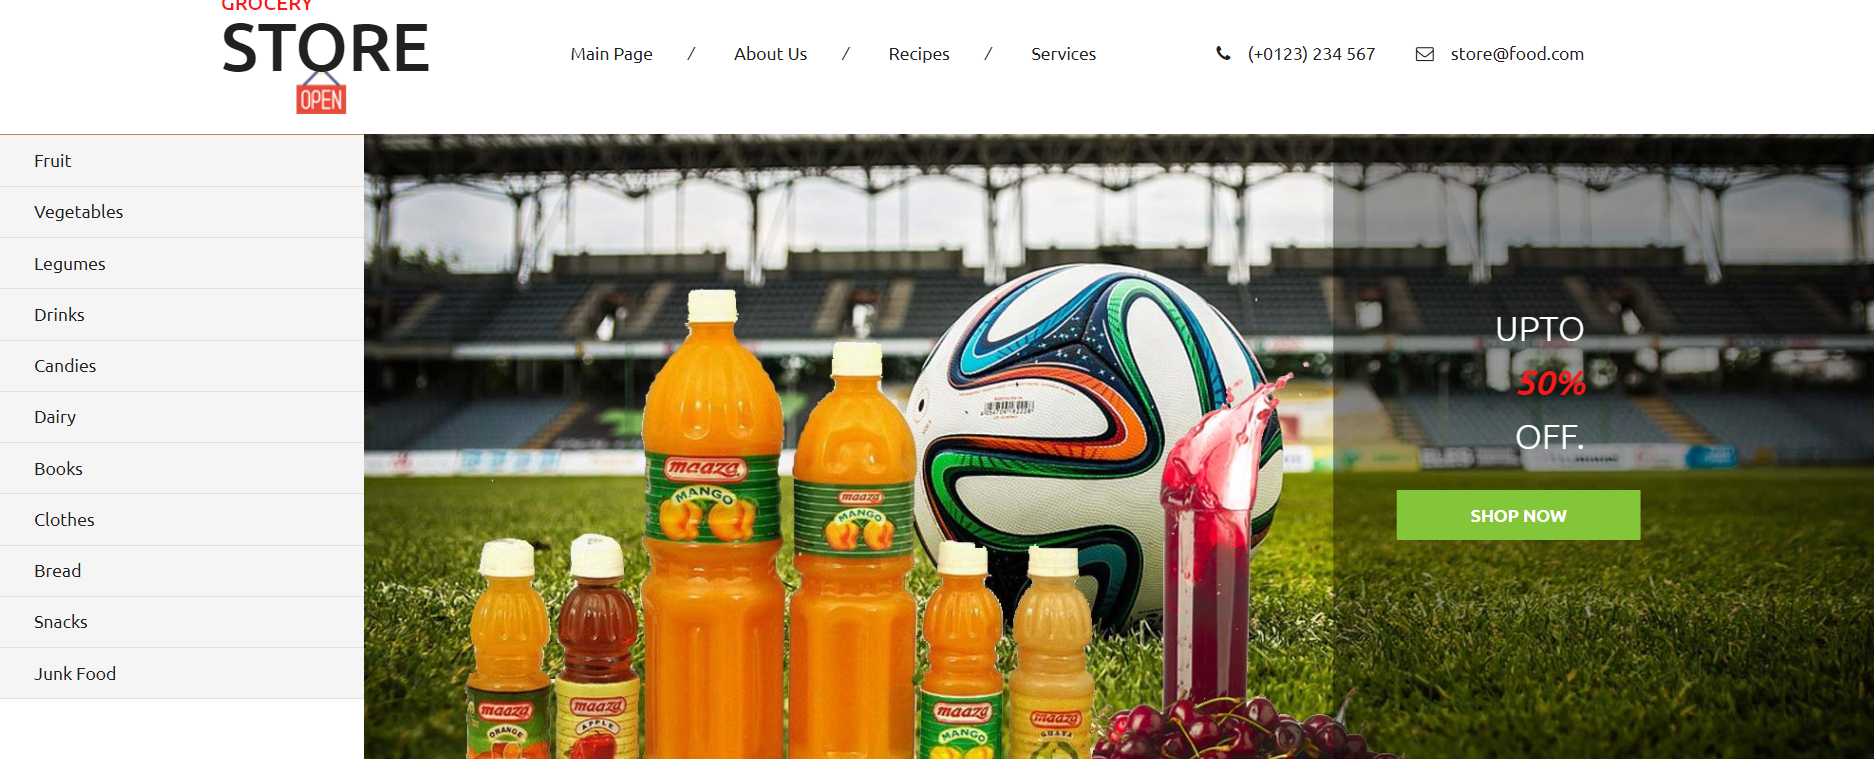 GROCERY
STORE
OPEN
Main Page / About Us / Recipes / Services
(+0123) 234 567
store@food.com
Fruit
Vegetables
Legumes
Drinks
Candies
Dairy
Books
Clothes
Bread
Snacks
Junk Food
UPTO
50%
OFF.
SHOP NOW
maaza
MANGO
maaza
MANGO
maaza
ORANGE
maaza
APPLE
maaza
MANGO
maaza